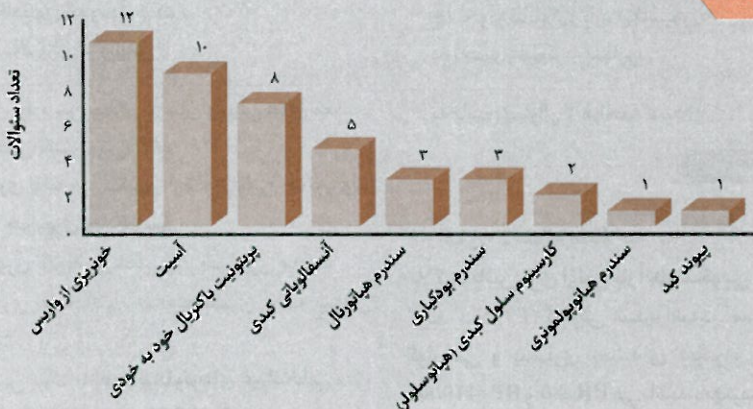 تعداد سئوالات
۱۲
۱۰
۸
۶
۴
۲
۰
۱۲
۱۰
۸
۵
۳
۳
۲
۱
۱
خونریزی از واریس
آسیت
پریتونیت باکتریال خود به خودی
آنسفالوپاتی کبدی
سندرم هپاتورنال
سندرم بودکیاری
کارسینوم سلول کبدی (هپاتوسلولر)
سندرم هپاتوپولمونری
پیوند کبد